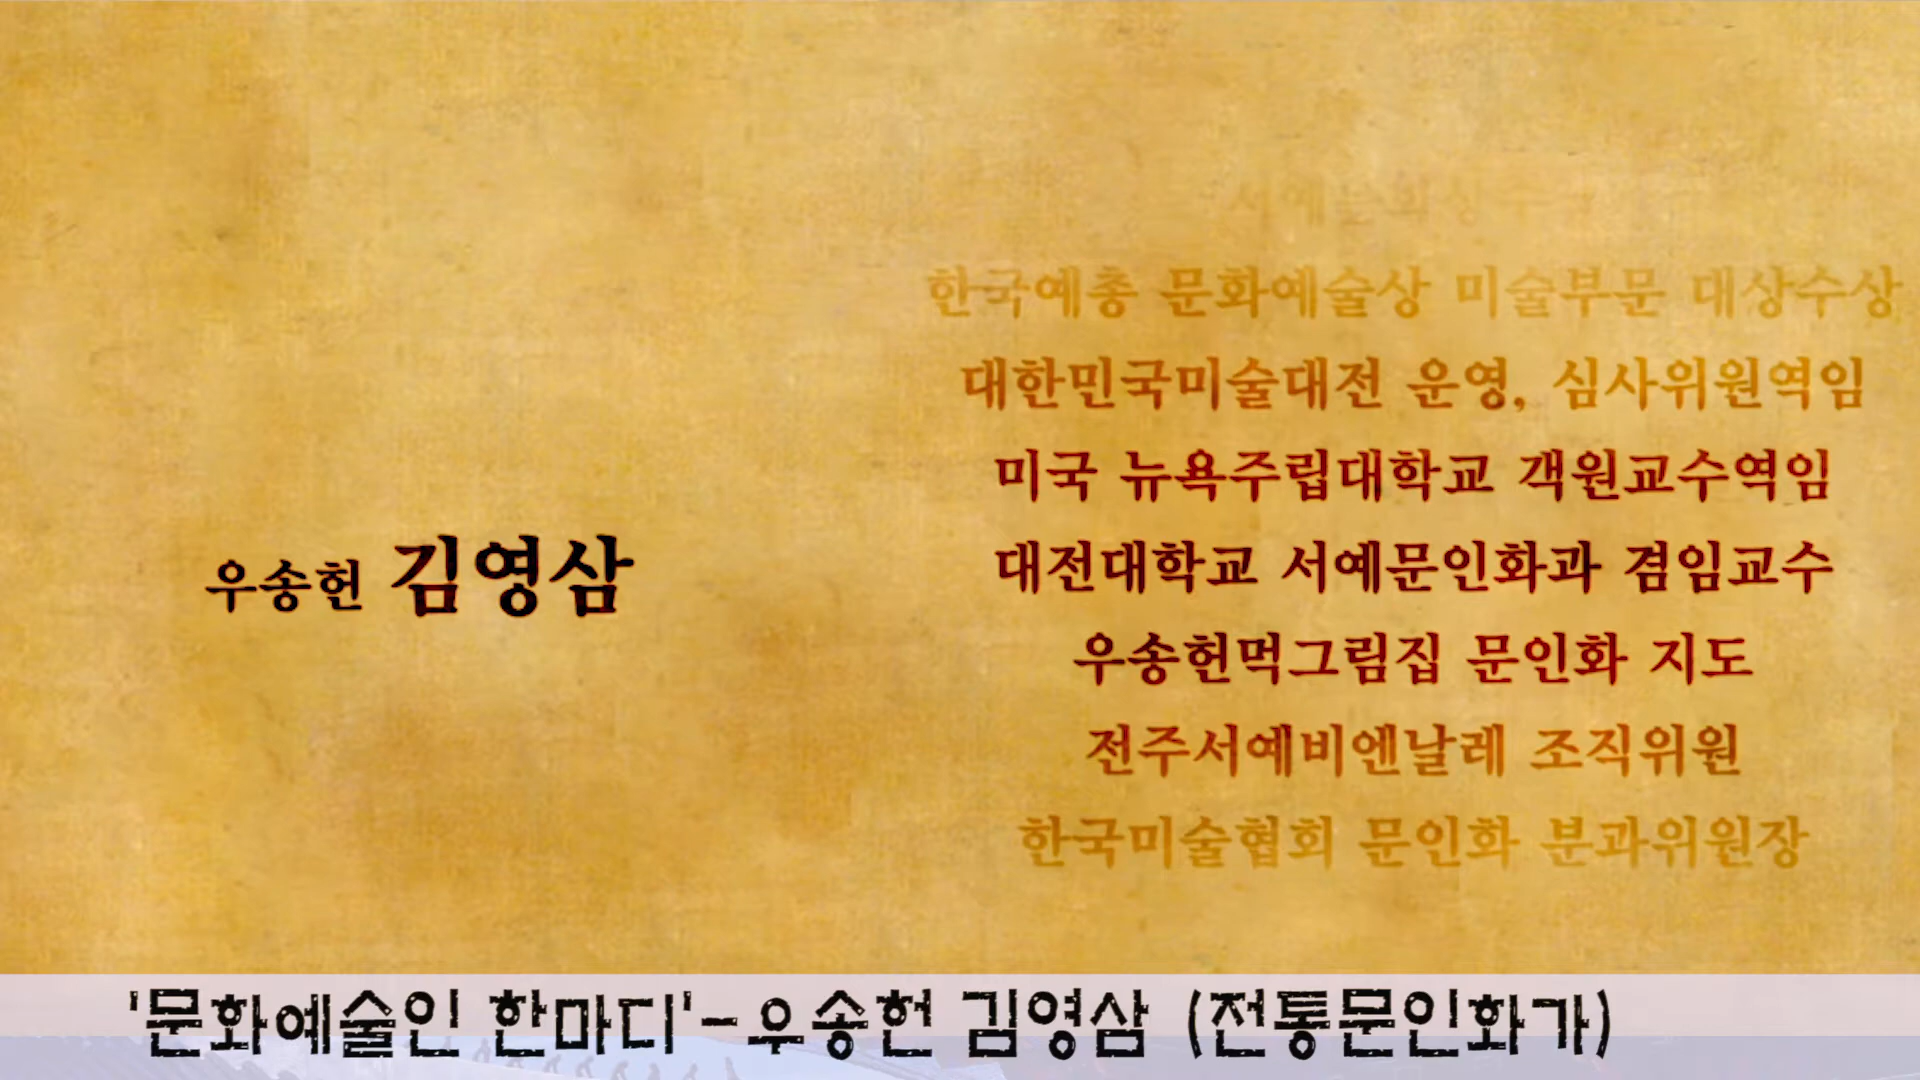 우송헌 김영삼
한국예총 문화예술상 미술부문 대상수상
대한민국미술대전 운영, 심사위원역임
미국 뉴욕주립대학교 객원교수역임
대전대학교 서예문인화과 겸임교수
우송헌먹그림집 문인화 지도
전주서예비엔날레 조직위원
한국미술협회 문인화 분과위원장
'문화예술인 한마디'-우송헌 김영삼 (전통문인화가)